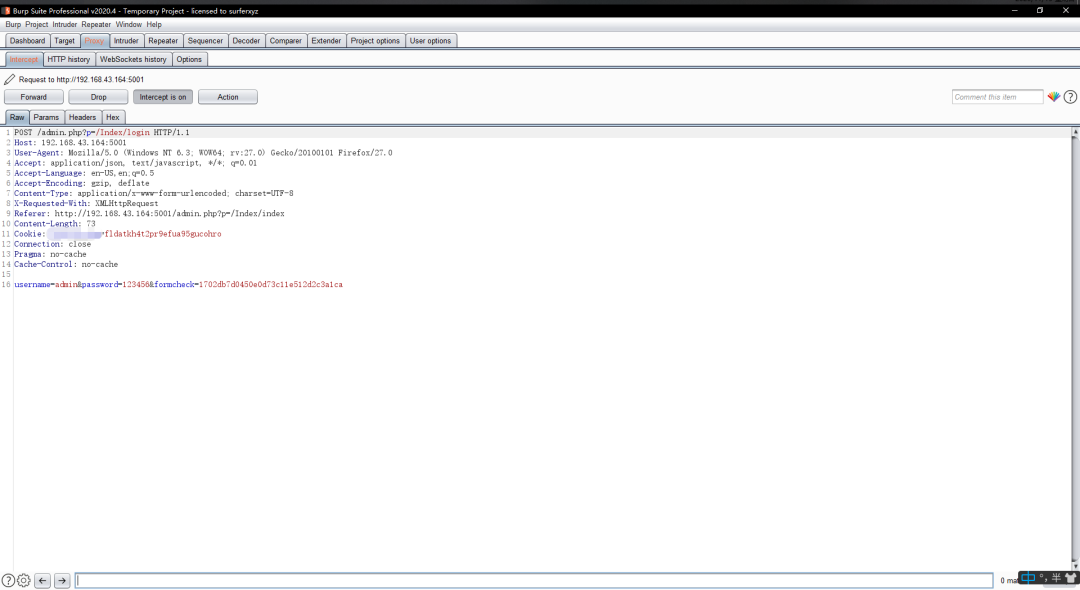 Burp Suite Professional v2020.4 - Temporary Project - licensed to surferxyz
Burp Project Intruder Repeater Window Help
Dashboard Target Proxy Intruder Repeater Sequencer Decoder Comparer Extender Project options User options
Intercept HTTP history WebSockets history Options
Request to http://192.168.43.164:5001
Forward Drop Intercept is on Action Comment this item
Raw Params Headers Hex
1 POST /admin.php?p=/Index/login HTTP/1.1
2 Host: 192.168.43.164:5001
3 User-Agent: Mozilla/5.0 (Windows NT 6.3; WOW64; rv:27.0) Gecko/20100101 Firefox/27.0
4 Accept: application/json, text/javascript, */*; q=0.01
5 Accept-Language: en-US,en;q=0.5
6 Accept-Encoding: gzip, deflate
7 Content-Type: application/x-www-form-urlencoded; charset=UTF-8
8 X-Requested-With: XMLHttpRequest
9 Referer: http://192.168.43.164:5001/admin.php?p=/Index/index
10 Content-Length: 73
11 Cookie: fldatkh4t2pr9efua95gucohro
12 Connection: close
13 Pragma: no-cache
14 Cache-Control: no-cache
15
16 username=admin&password=123456&formcheck=1702db7d0450e0d73c11e512d2c3a1ca
0 mat 中 °, 半